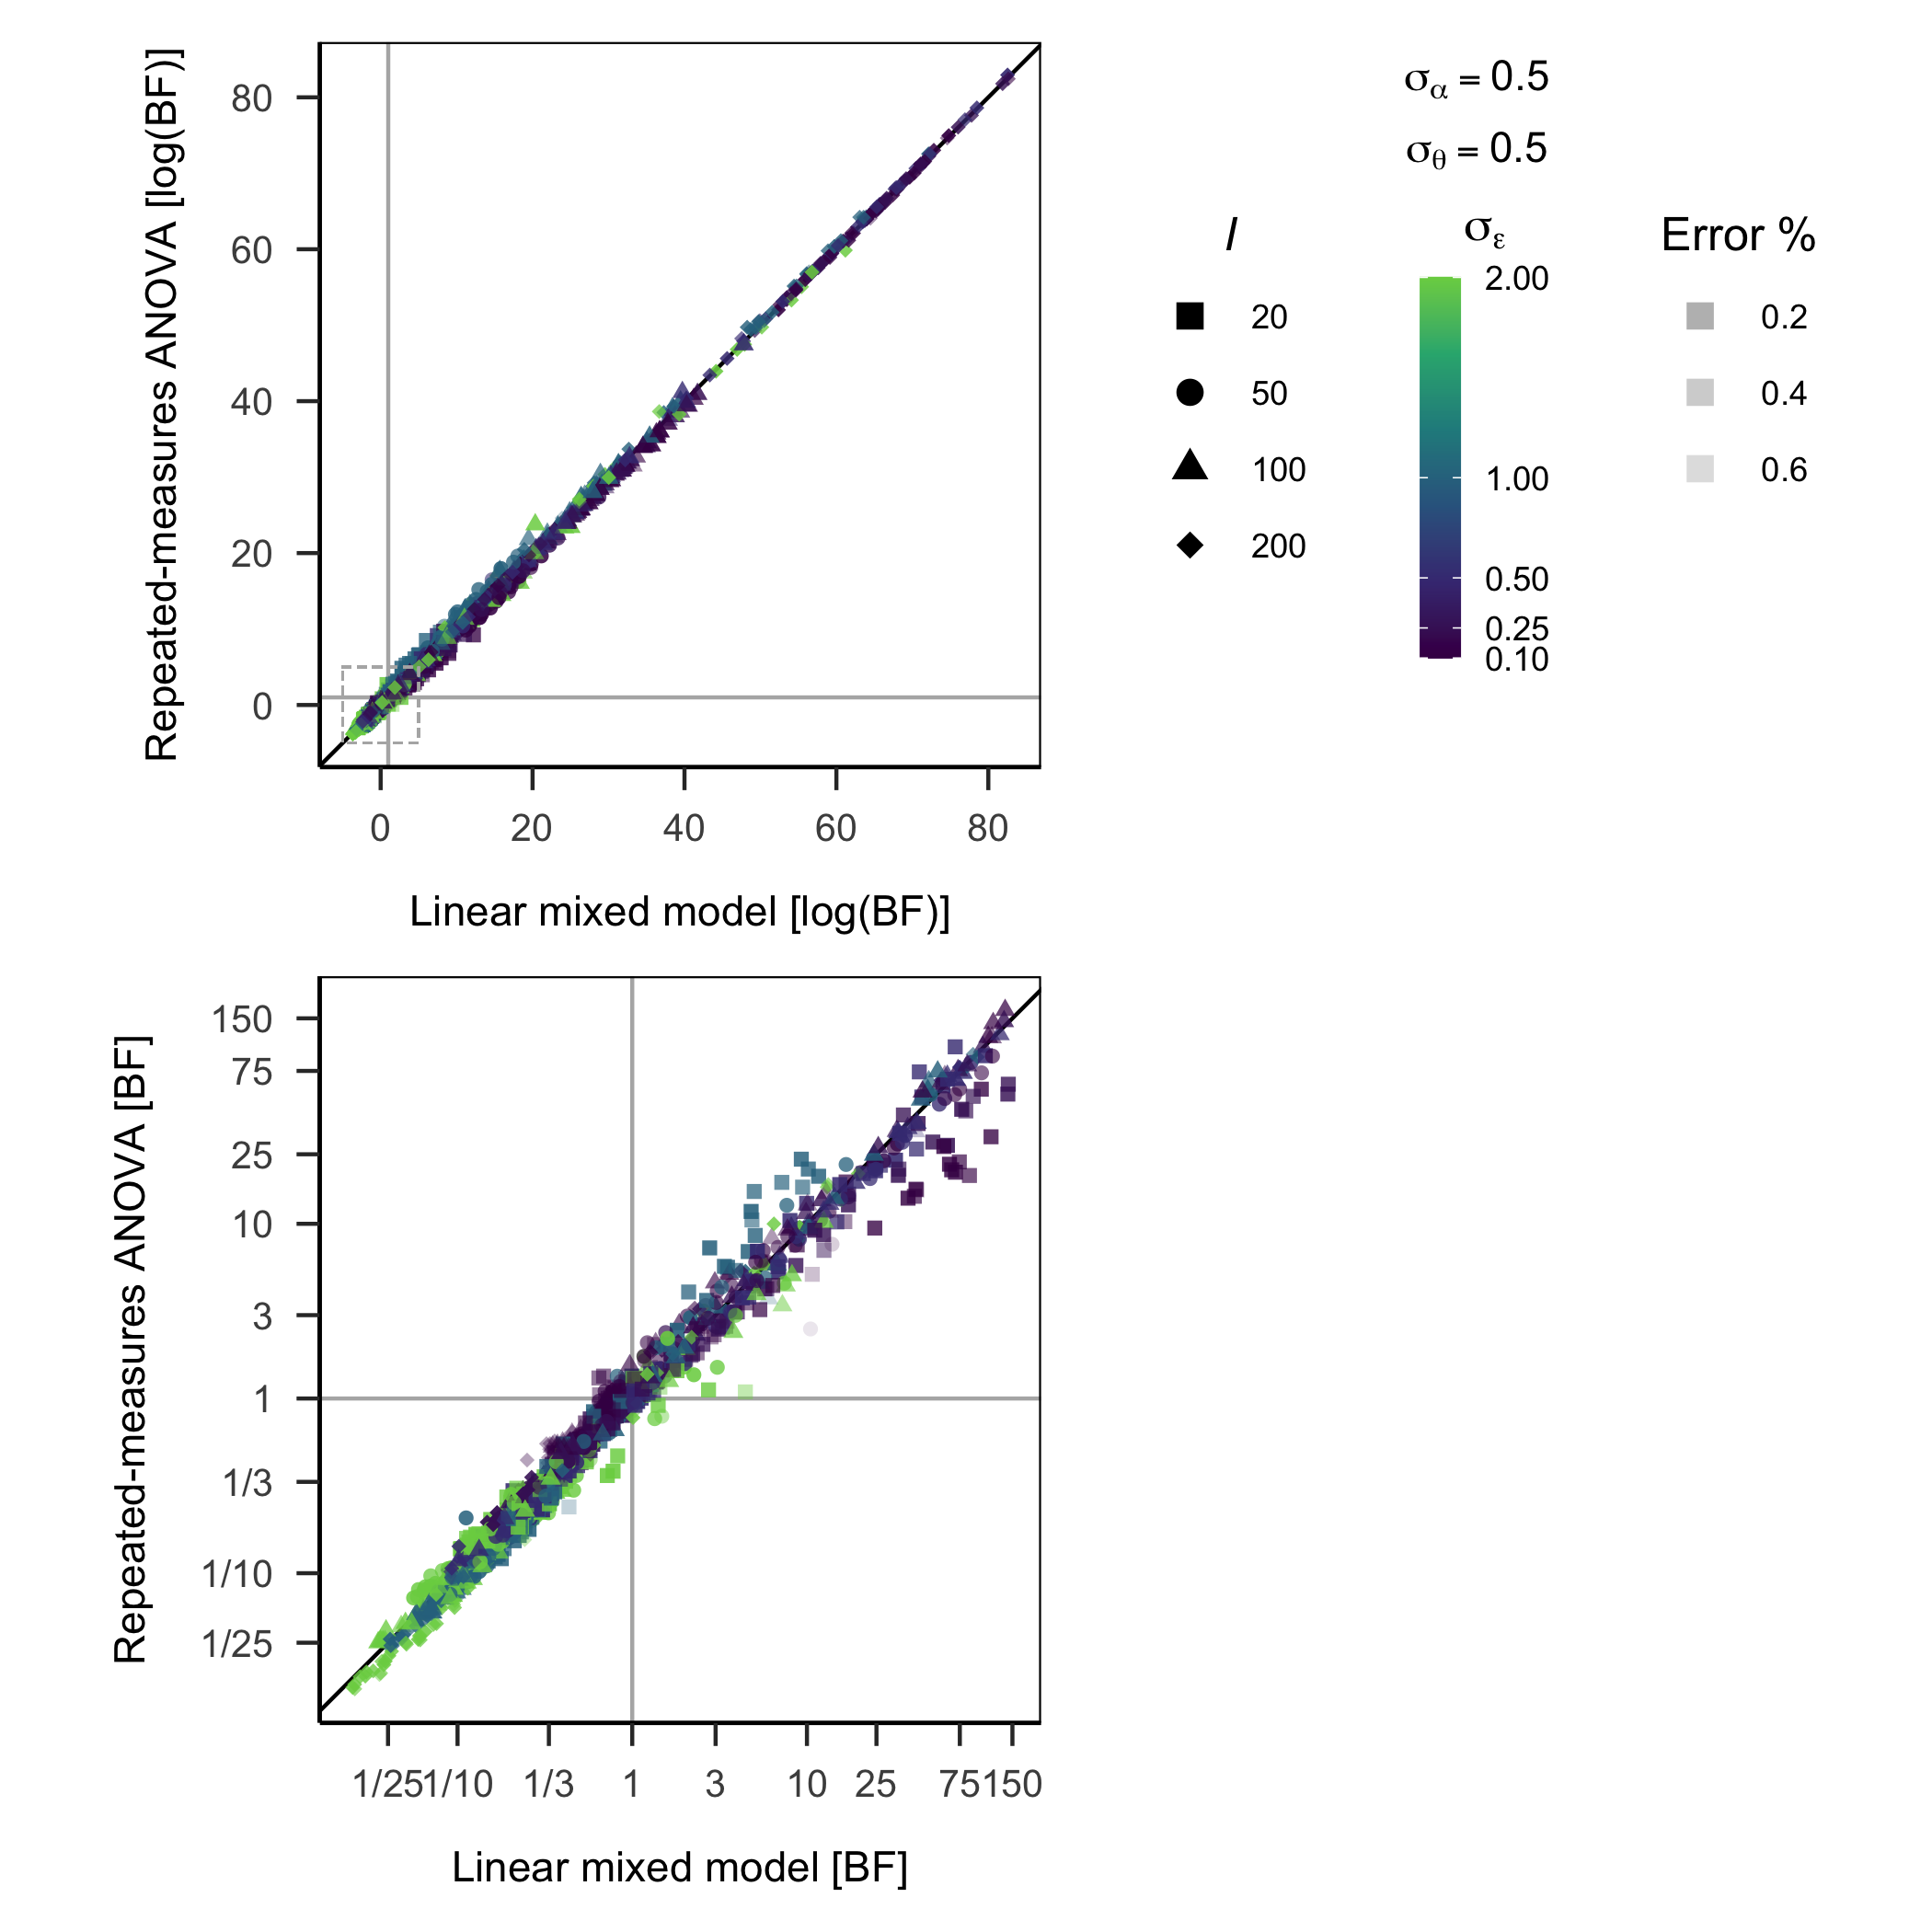 Repeated-measures ANOVA [log(BF)]
80
60
40
20
0
0 20 40 60 80
Linear mixed model [log(BF)]
σα = 0.5
σθ = 0.5
I
20
50
100
200
σε
2.00
1.00
0.50
0.25
0.10
Error %
0.2
0.4
0.6
Repeated-measures ANOVA [BF]
150
75
25
10
3
1
1/3
1/10
1/25
1/25 1/10 1/3 1 3 10 25 75 150
Linear mixed model [BF]